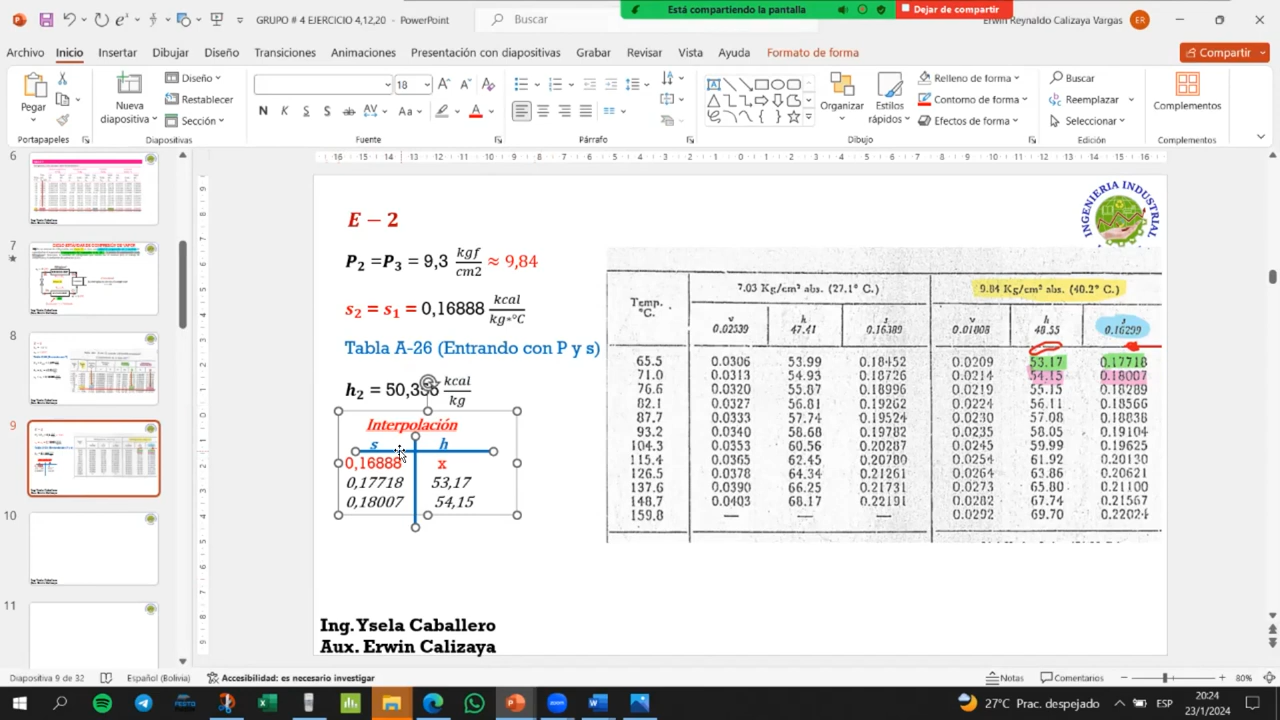 GRUPO # 4 EJERCICIO 4,12,20 - PowerPoint
Buscar
Está compartiendo la pantalla
Dejar de compartir
Erwin Reynaldo Calizaya Vargas
ER
Archivo Inicio Insertar Dibujar Diseño Transiciones Animaciones Presentación con diapositivas Grabar Revisar Vista Ayuda Formato de forma
Compartir
Pegar
Nueva diapositiva
Diseño
Restablecer
Sección
18
N K S S ab AV Aa A
Organizar
Estilos rápidos
Relleno de forma
Contorno de forma
Efectos de forma
Buscar
Reemplazar
Seleccionar
Complementos
Portapapeles Diapositivas Fuente Párrafo Dibujo Edición Complementos
6
7
8
9
10
11
INGENIERIA INDUSTRIAL
E − 2
P2 =P3 = 9,3 kgf/cm2 ≈ 9,84
s2 = s1 = 0,16888 kcal/kg*°C
Tabla A-26 (Entrando con P y s)
h2 = 50,358 kcal/kg
Interpolación
s h
0,16888 x
0,17718 53,17
0,18007 54,15
Temp. °C.
7.03 Kg/cm² abs. (27.1° C.) 9.84 Kg/cm² abs. (40.2° C.)
v h s v h s
0.02539 47.41 0.16389 0.01808 48.55 0.16299
65.5 0.0306 53.99 0.18452 0.0209 53.17 0.17718
71.0 0.0313 54.93 0.18726 0.0214 54.15 0.18007
76.6 0.0320 55.87 0.18996 0.0219 55.15 0.18289
82.1 0.0327 56.81 0.19262 0.0224 56.11 0.18566
87.7 0.0333 57.74 0.19524 0.0230 57.08 0.18838
93.2 0.0340 58.68 0.19782 0.0235 58.05 0.19104
104.3 0.0353 60.56 0.20287 0.0245 59.99 0.19625
115.4 0.0365 62.45 0.20780 0.0254 61.92 0.20130
126.5 0.0378 64.34 0.21261 0.0264 63.86 0.20621
137.6 0.0390 66.25 0.21731 0.0273 65.80 0.21100
148.7 0.0403 68.17 0.22191 0.0282 67.74 0.21567
159.8 — — — 0.0292 69.70 0.22024
Ing. Ysela Caballero
Aux. Erwin Calizaya
Diapositiva 9 de 32
Español (Bolivia)
Accesibilidad: es necesario investigar
Notas
Comentarios
80%
27°C Prac. despejado
ESP
20:24
23/1/2024